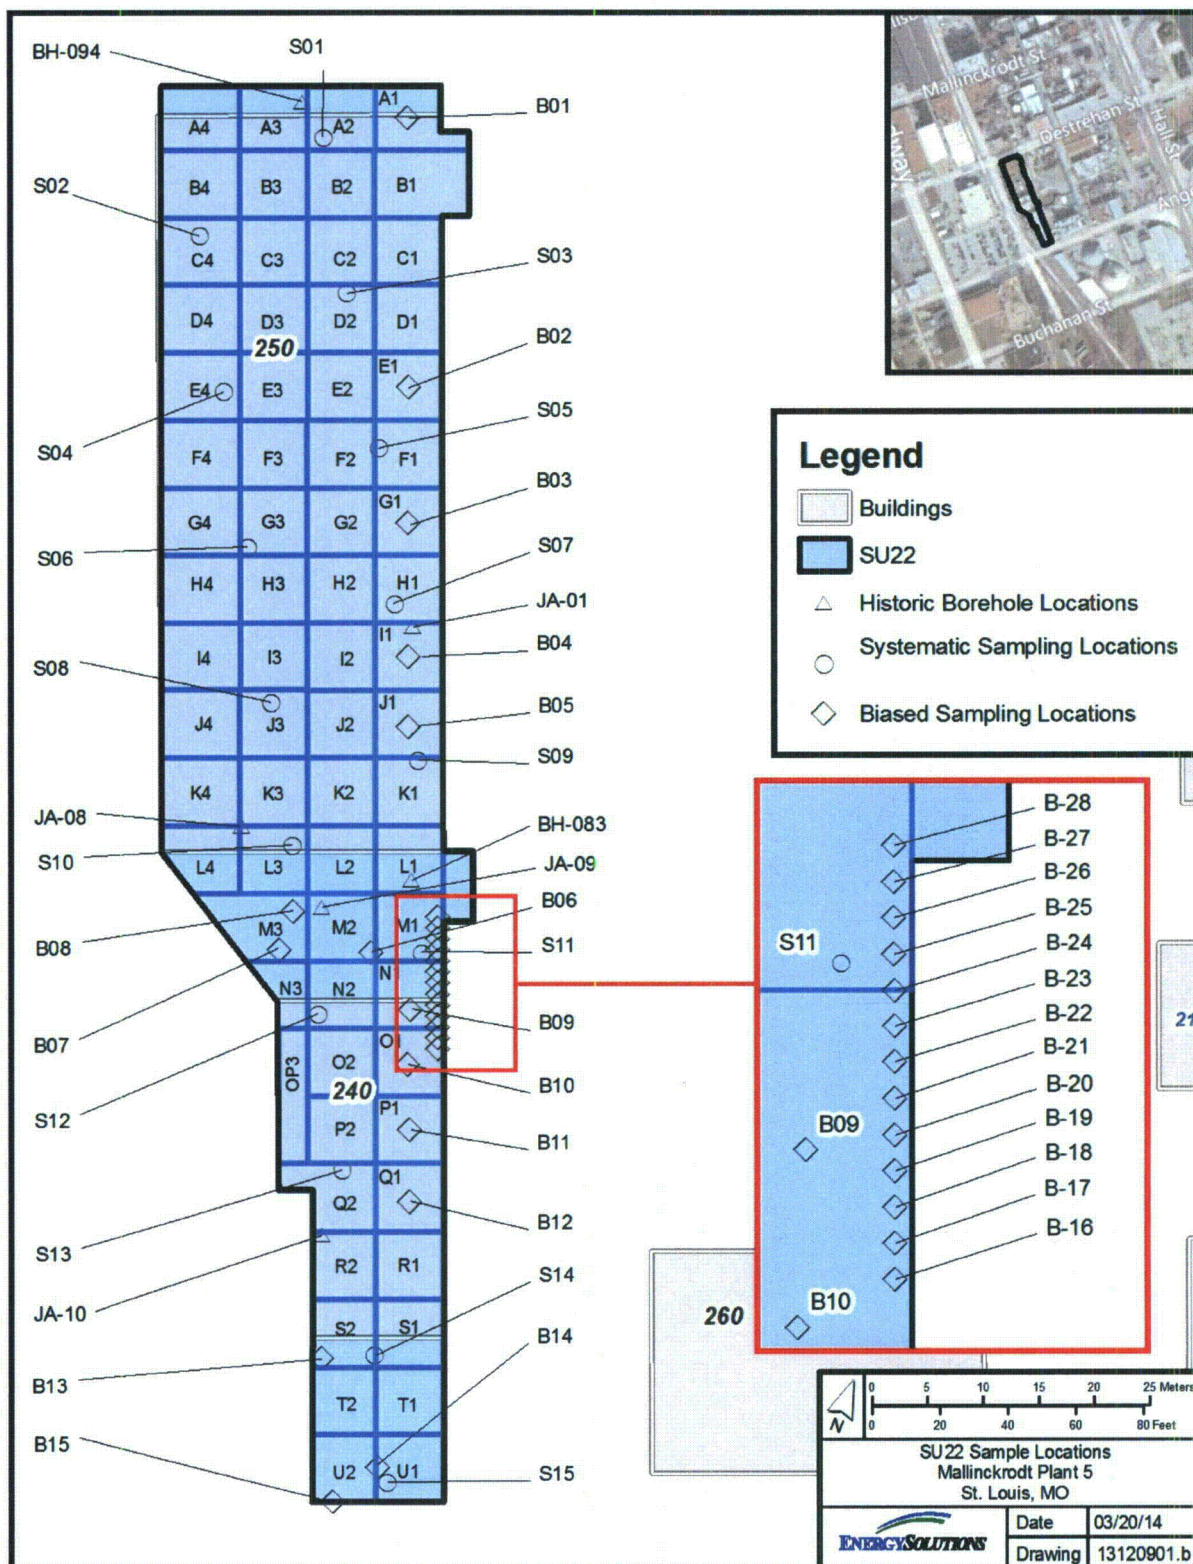 BH-094
S01
B01
S02
S03
B02
S04
S05
B03
S06
S07
JA-01
B04
S08
B05
S09
JA-08
BH-083
S10
JA-09
B06
B08
S11
B07
B09
B10
S12
B11
B12
S13
S14
JA-10
B14
B13
B15
S15
A4 A3 A2 A1
B4 B3 B2 B1
C4 C3 C2 C1
D4 D3 D2 D1
250
E4 E3 E2 E1
F4 F3 F2 F1
G4 G3 G2 G1
H4 H3 H2 H1
I4 I3 I2 I1
J4 J3 J2 J1
K4 K3 K2 K1
L4 L3 L2 L1
M3 M2 M1
N3 N2 N
OP3 O2 O1
240
P2 P1
Q2 Q1
R2 R1
S2 S1
T2 T1
U2 U1
Mallinckrodt St
Destrehan St
Hall St
Buchanan St
Legend
Buildings
SU22
Historic Borehole Locations
Systematic Sampling Locations
Biased Sampling Locations
B-28
B-27
B-26
B-25
B-24
B-23
B-22
B-21
B-20
B-19
B-18
B-17
B-16
S11
B09
B10
260
21
N
0 5 10 15 20 25 Meters
0 20 40 60 80 Feet
SU22 Sample Locations
Mallinckrodt Plant 5
St. Louis, MO
ENERGYSOLUTIONS
Date 03/20/14
Drawing 13120901.b